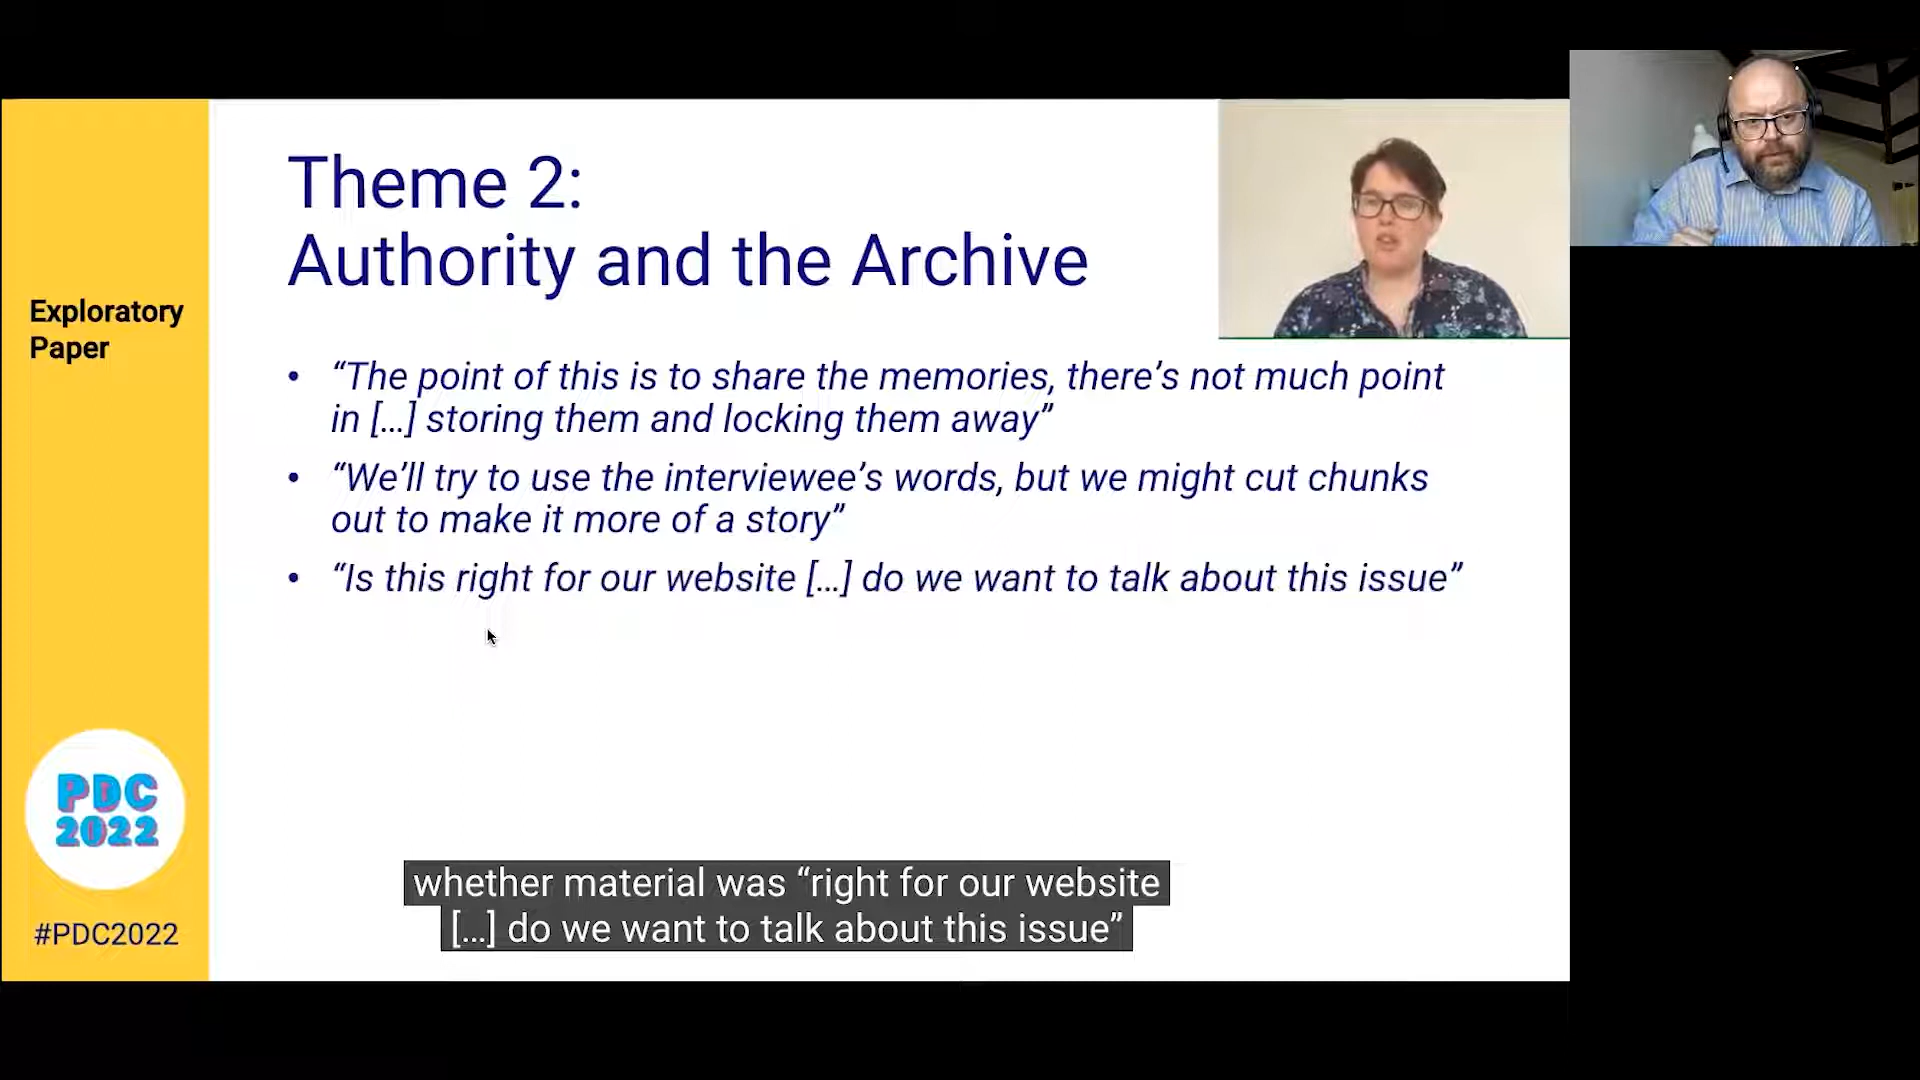 Theme 2:
Authority and the Archive
Exploratory
Paper
• “The point of this is to share the memories, there’s not much point
in [...] storing them and locking them away”
• “We’ll try to use the interviewee’s words, but we might cut chunks
out to make it more of a story”
• “Is this right for our website [...] do we want to talk about this issue”
PDC
2022
#PDC2022
whether material was “right for our website
[...] do we want to talk about this issue”